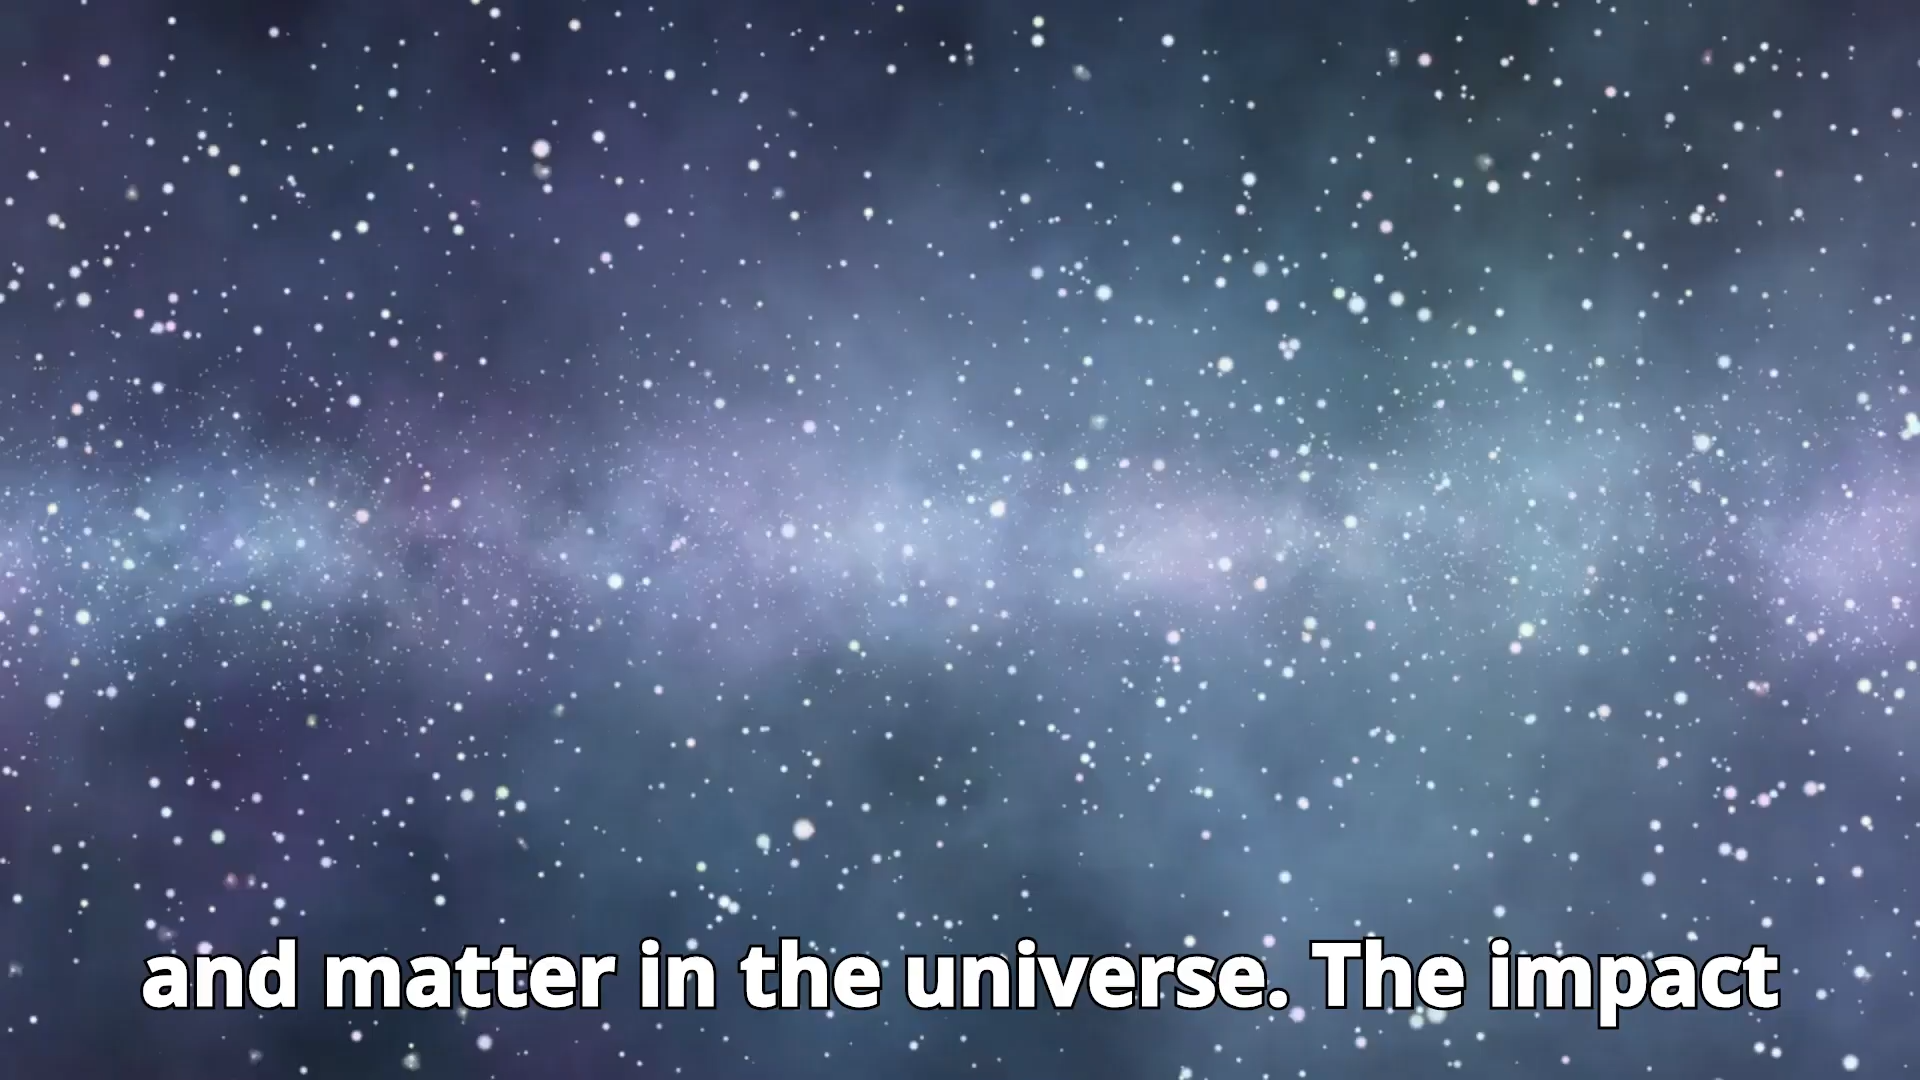 and matter in the universe. The impact